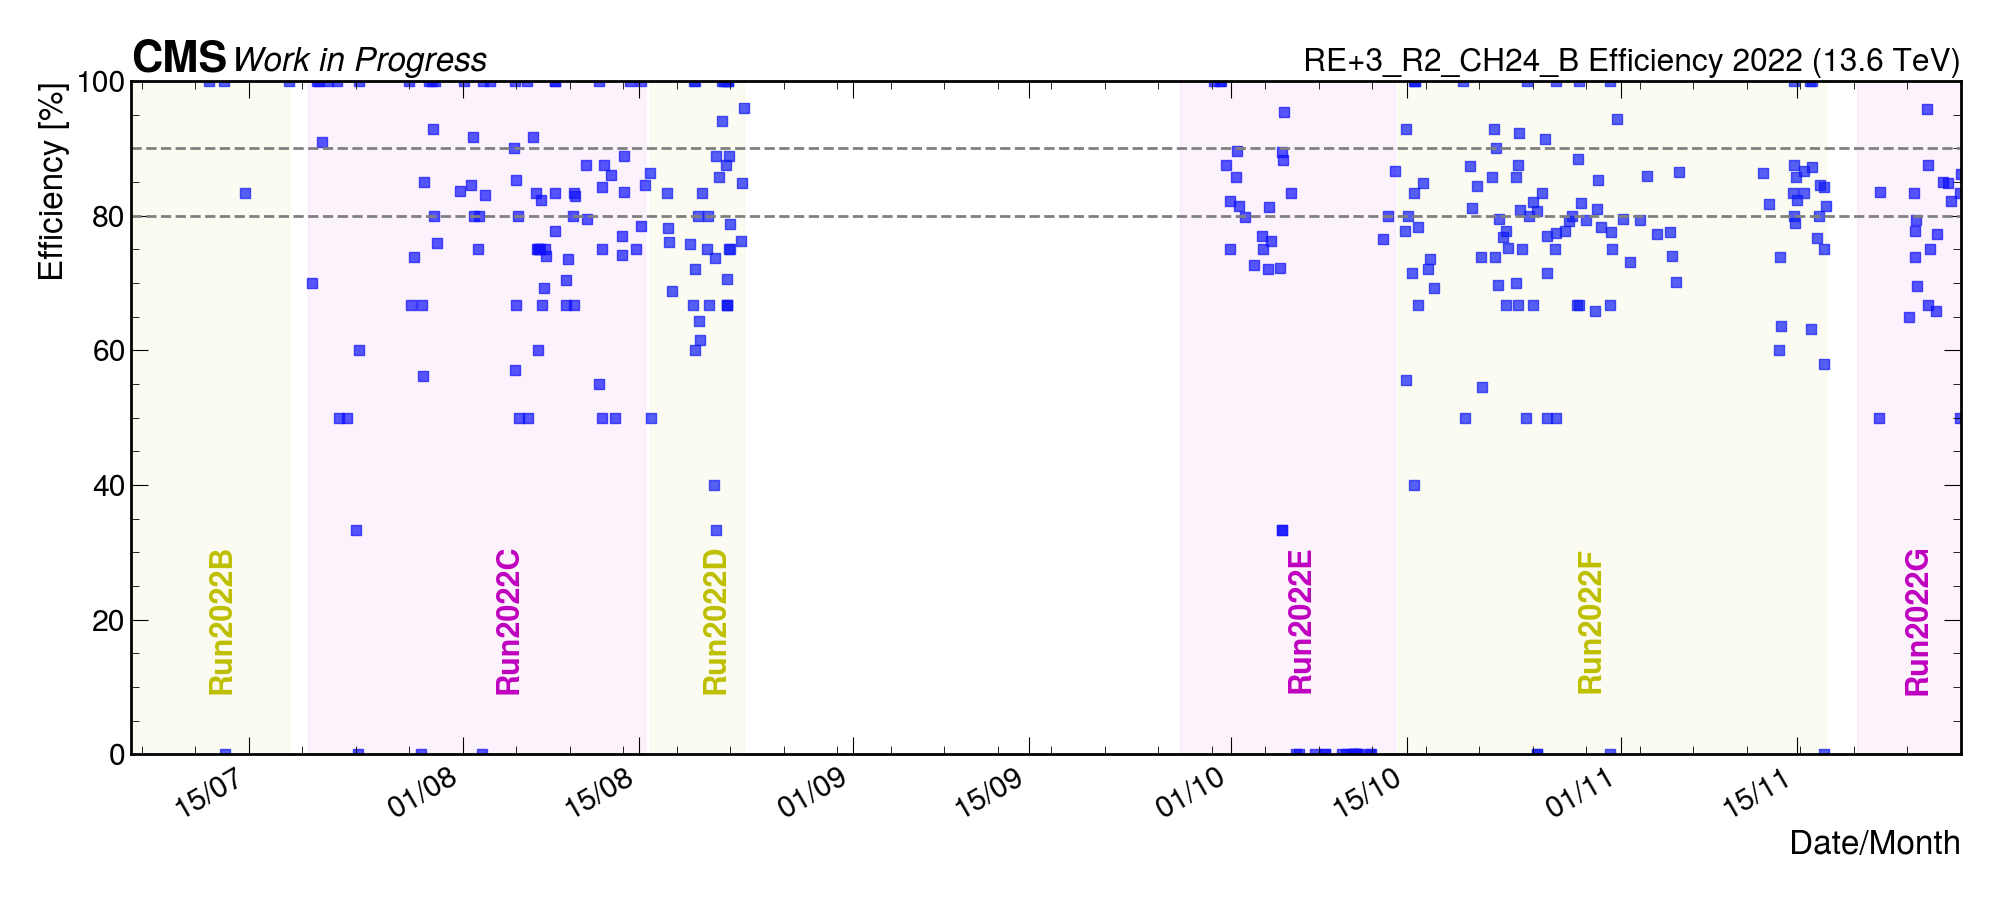 CMS Work in Progress
RE+3_R2_CH24_B Efficiency 2022 (13.6 TeV)
Efficiency [%]
100
80
60
40
20
0
Run2022B
Run2022C
Run2022D
Run2022E
Run2022F
Run2022G
15/07
01/08
15/08
01/09
15/09
01/10
15/10
01/11
15/11
Date/Month